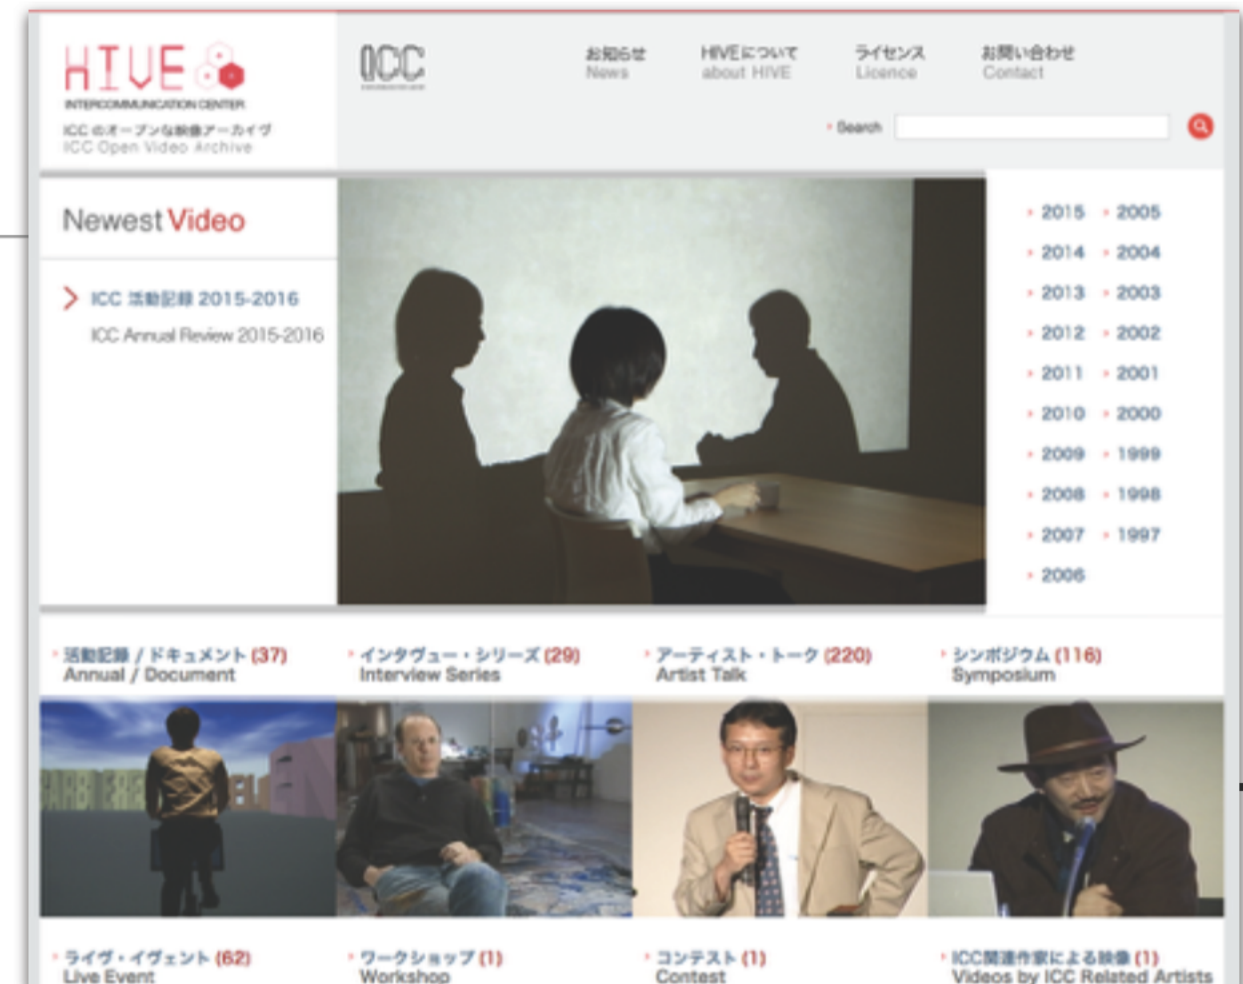 HIVE
INTERCOMMUNICATION CENTER
ICC のオープンな映像アーカイヴ
ICC Open Video Archive
ICC
お知らせ
News
HIVEについて
about HIVE
ライセンス
Licence
お問い合わせ
Contact
Search
Newest Video
ICC 活動記録 2015-2016
ICC Annual Review 2015-2016
2015 2005
2014 2004
2013 2003
2012 2002
2011 2001
2010 2000
2009 1999
2008 1998
2007 1997
2006
活動記録 / ドキュメント (37)
Annual / Document
インタヴュー・シリーズ (29)
Interview Series
アーティスト・トーク (220)
Artist Talk
シンポジウム (116)
Symposium
ライヴ・イヴェント (62)
Live Event
ワークショップ (1)
Workshop
コンテスト (1)
Contest
ICC関連作家による映像 (1)
Videos by ICC Related Artists